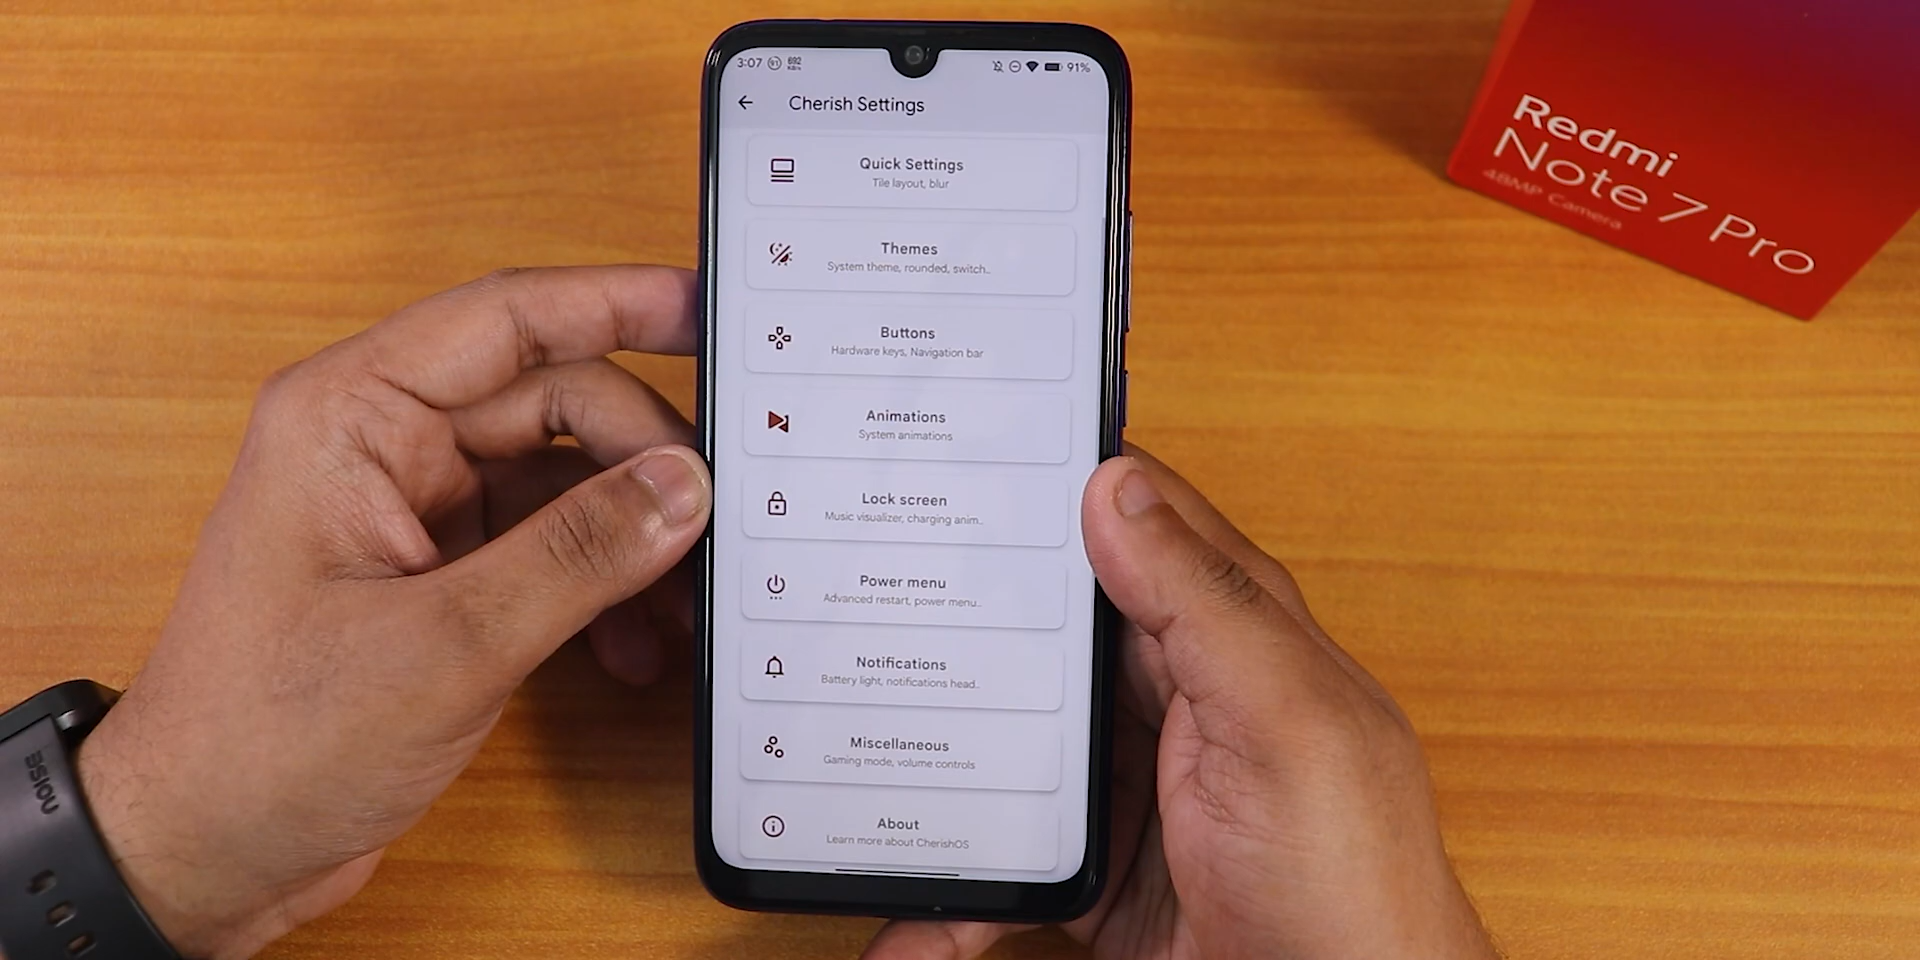 3:07 91 692 KB/s 91%
Cherish Settings
Quick Settings
Tile layout, blur
Themes
System theme, rounded, switch..
Buttons
Hardware keys, Navigation bar
Animations
System animations
Lock screen
Music visualizer, charging anim..
Power menu
Advanced restart, power menu..
Notifications
Battery light, notifications head..
Miscellaneous
Gaming mode, volume controls
About
Learn more about CherishOS
Redmi
Note 7 Pro
48MP Camera
noise